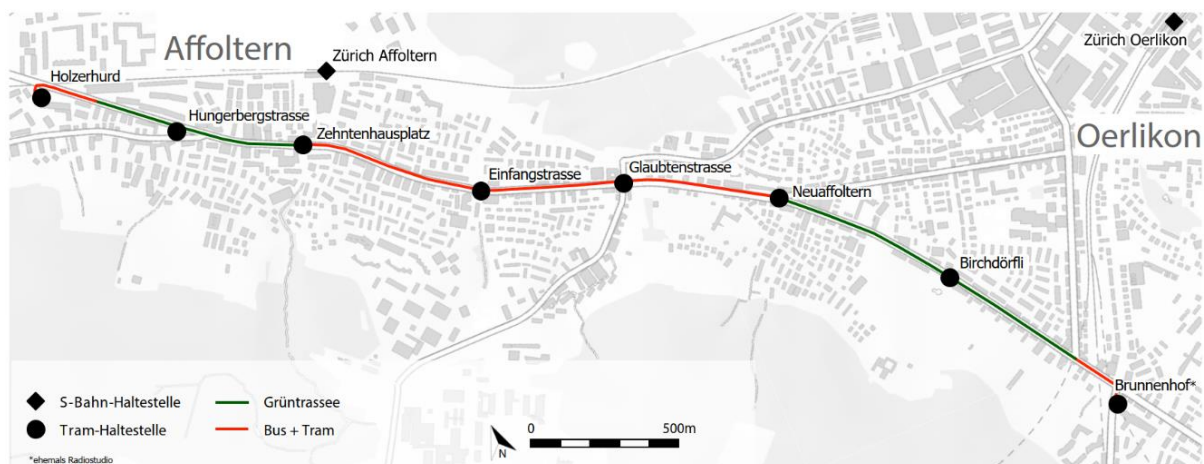 Affoltern
Zürich Affoltern
Zürich Oerlikon
Holzerhurd
Hungerbergstrasse
Zehntenhausplatz
Oerlikon
Einfangstrasse
Glaubtenstrasse
Neuaffoltern
Birchdörfli
Brunnenhof*
S-Bahn-Haltestelle
Grüntrassee
Tram-Haltestelle
Bus + Tram
N
0 500m
*ehemals Radiostudio